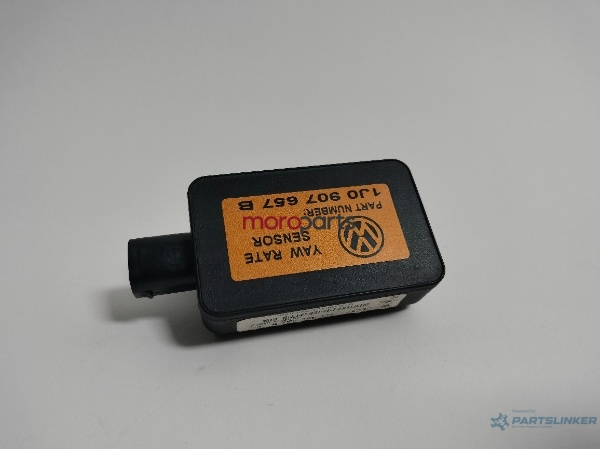 YAW RATE
SENSOR
PART NUMBER:
1J0 907 657 B
moroparts
PARTSLINKER